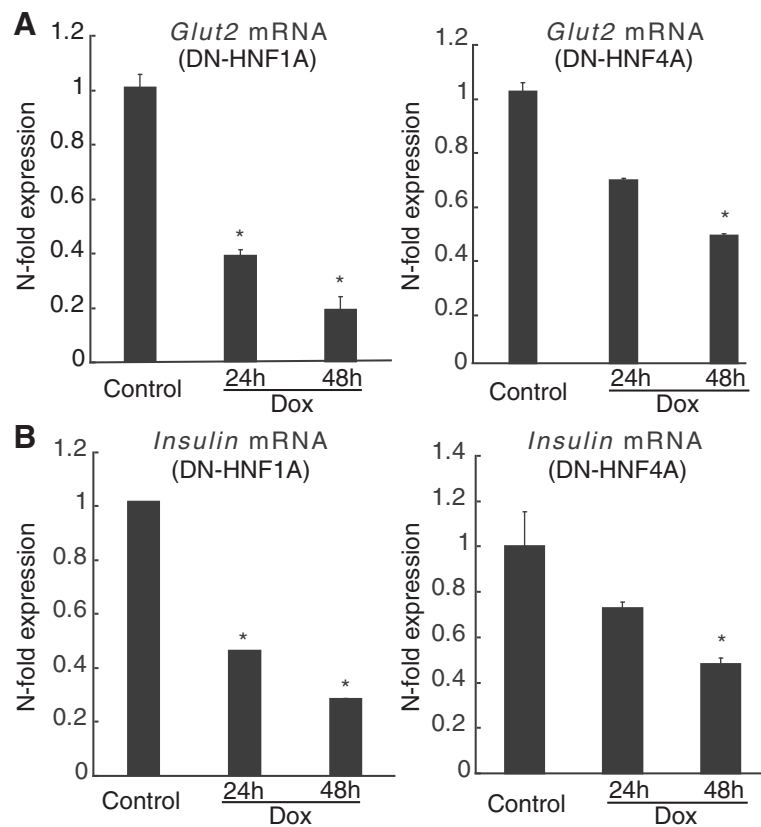 A
Glut2 mRNA
(DN-HNF1A)
N-fold expression
1.2
1
0.8
0.6
0.4
0.2
0
*
*
Control
24h
48h
Dox
Glut2 mRNA
(DN-HNF4A)
N-fold expression
1.2
1
0.8
0.6
0.4
0.2
0
*
Control
24h
48h
Dox
B
Insulin mRNA
(DN-HNF1A)
N-fold expression
1.2
1
0.8
0.6
0.4
0.2
0
*
*
Control
24h
48h
Dox
Insulin mRNA
(DN-HNF4A)
N-fold expression
1.4
1.2
1
0.8
0.6
0.4
0.2
0
*
Control
24h
48h
Dox